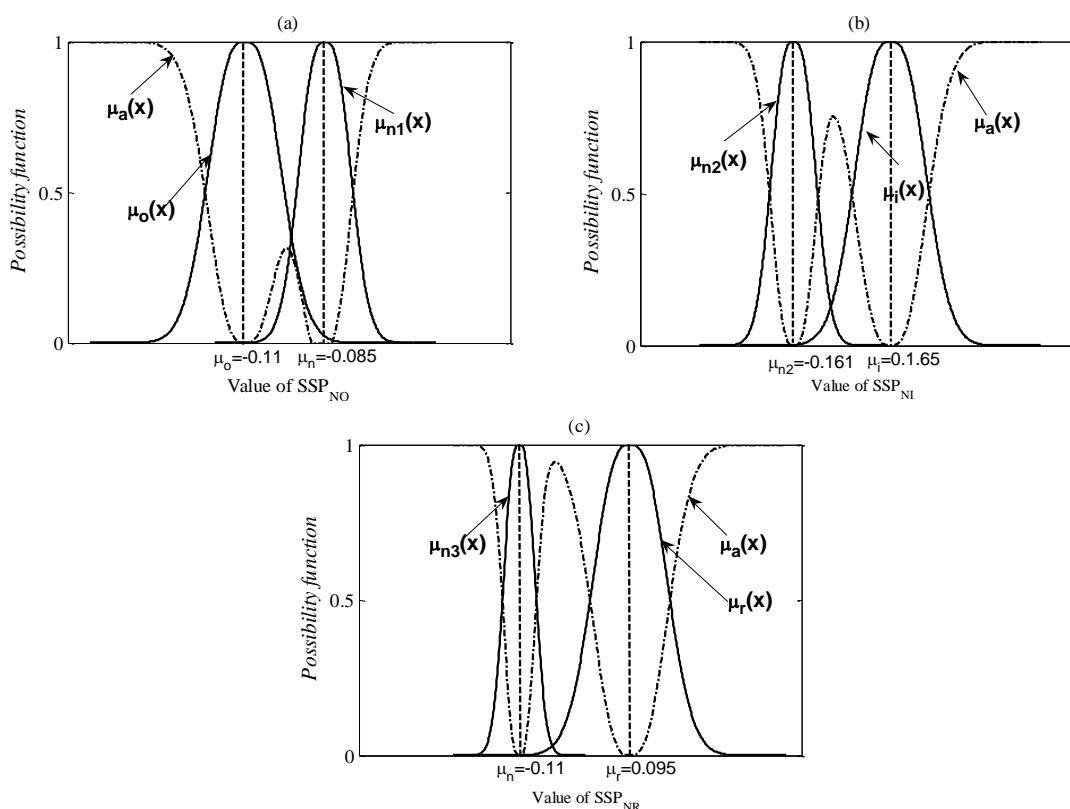 (a)
1
0.5
0
Possibility function
μa(x)
μo(x)
μn1(x)
μo=-0.11
μn=-0.085
Value of SSPNO
(b)
1
0.5
0
Possibility function
μn2(x)
μi(x)
μa(x)
μn2=-0.161
μi=0.1.65
Value of SSPNI
(c)
1
0.5
0
Possibility function
μn3(x)
μa(x)
μr(x)
μn=-0.11
μr=0.095
Value of SSPNR